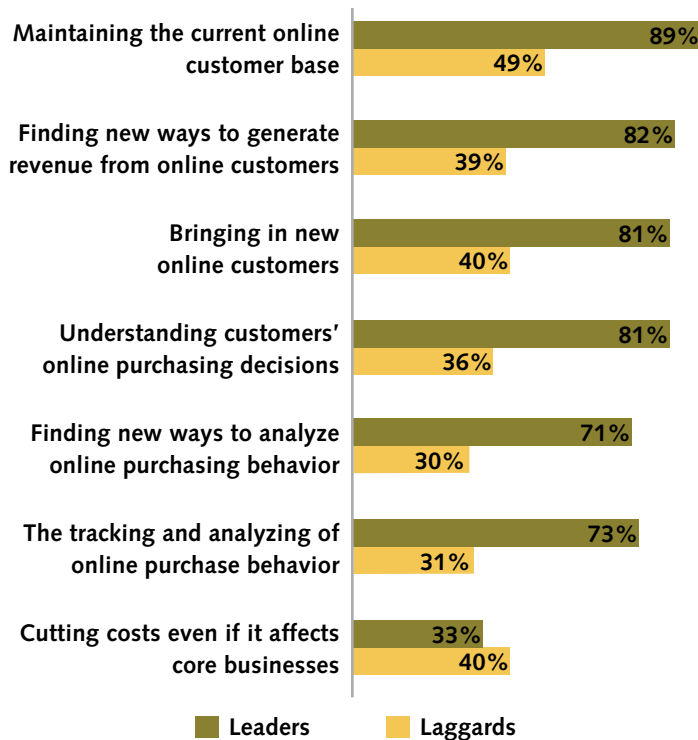 Maintaining the current online
customer base
89%
49%
Finding new ways to generate
revenue from online customers
82%
39%
Bringing in new
online customers
81%
40%
Understanding customers’
online purchasing decisions
81%
36%
Finding new ways to analyze
online purchasing behavior
71%
30%
The tracking and analyzing of
online purchase behavior
73%
31%
Cutting costs even if it affects
core businesses
33%
40%
Leaders
Laggards